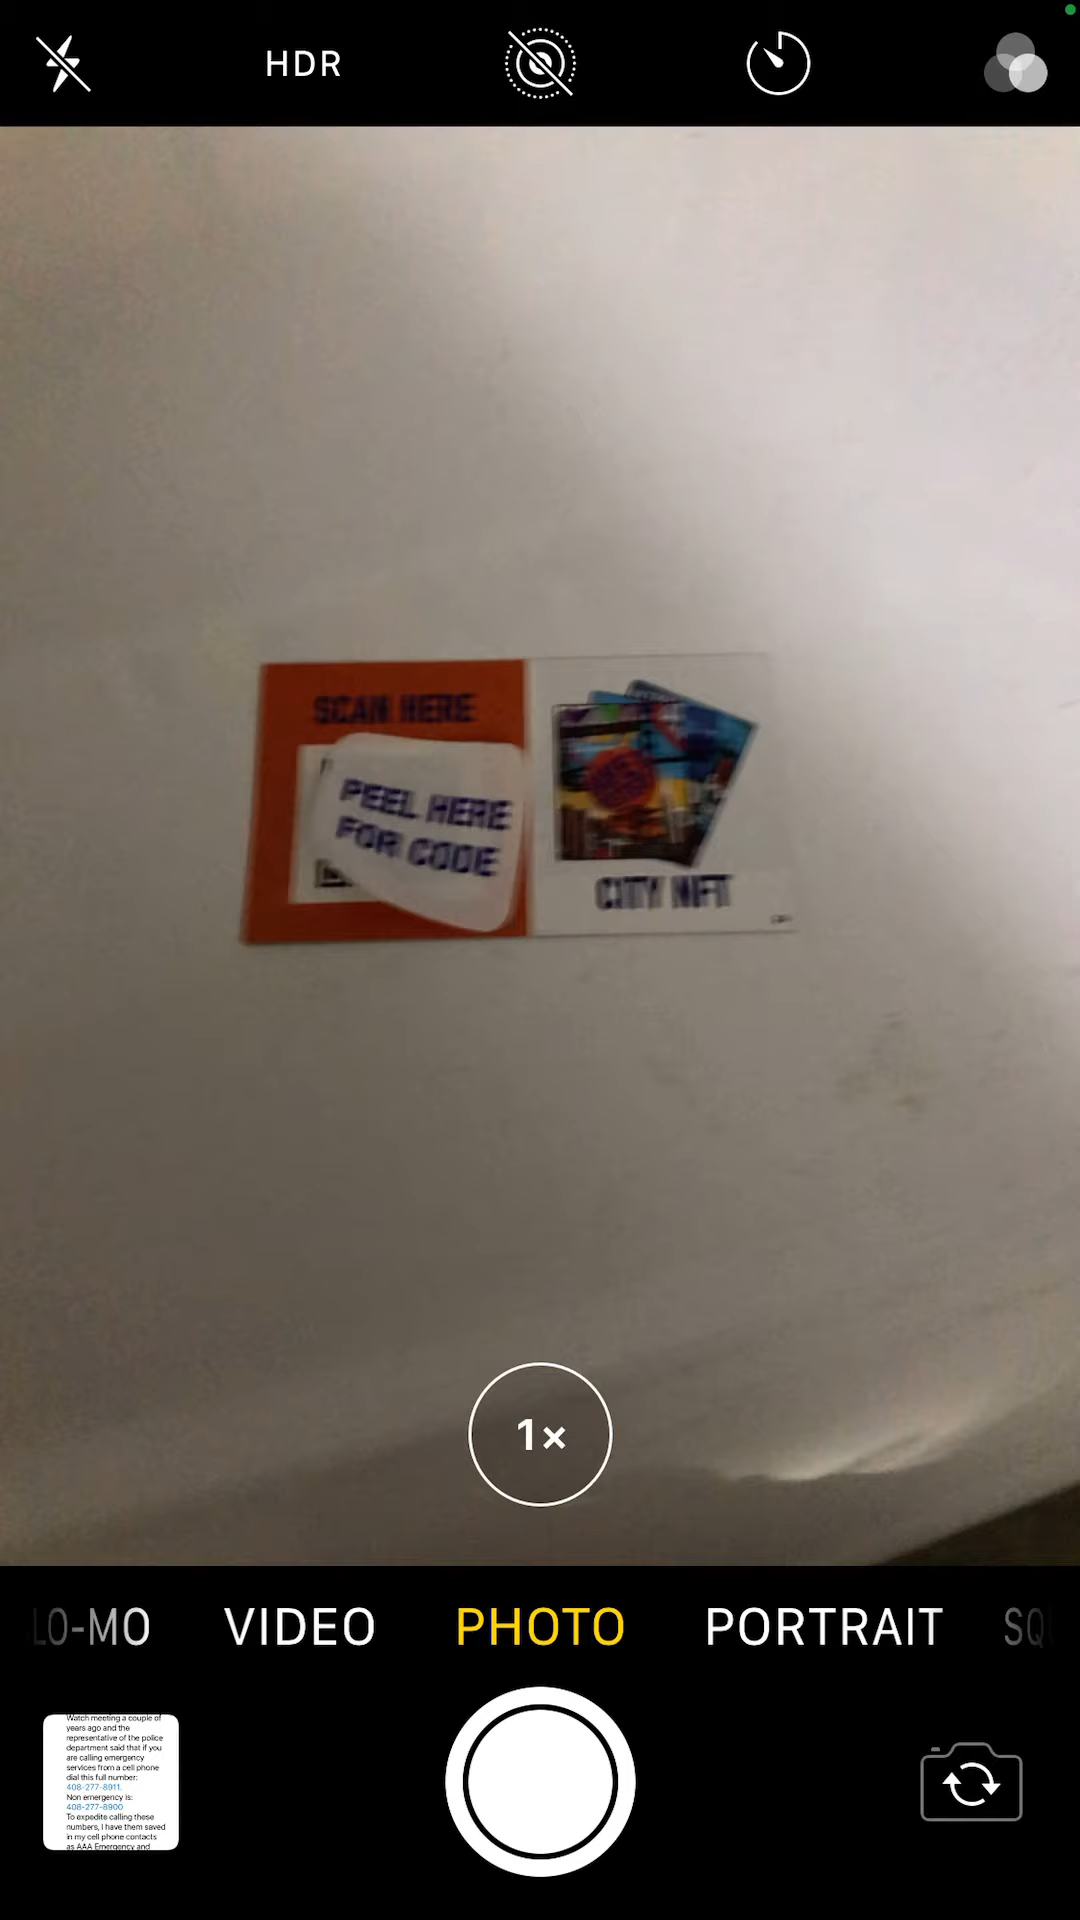 HDR
SCAN HERE
PEEL HERE
FOR CODE
CITY NFT
1×
LO-MO VIDEO PHOTO PORTRAIT SQU
Watch meeting a couple of
years ago and the
representative of the police
department said that if you
are calling emergency
services from a cell phone
dial this full number:
408-277-8911.
Non emergency is:
408-277-8900
To expedite calling these
numbers, I have them saved
in my cell phone contacts
as AAA Emergency and